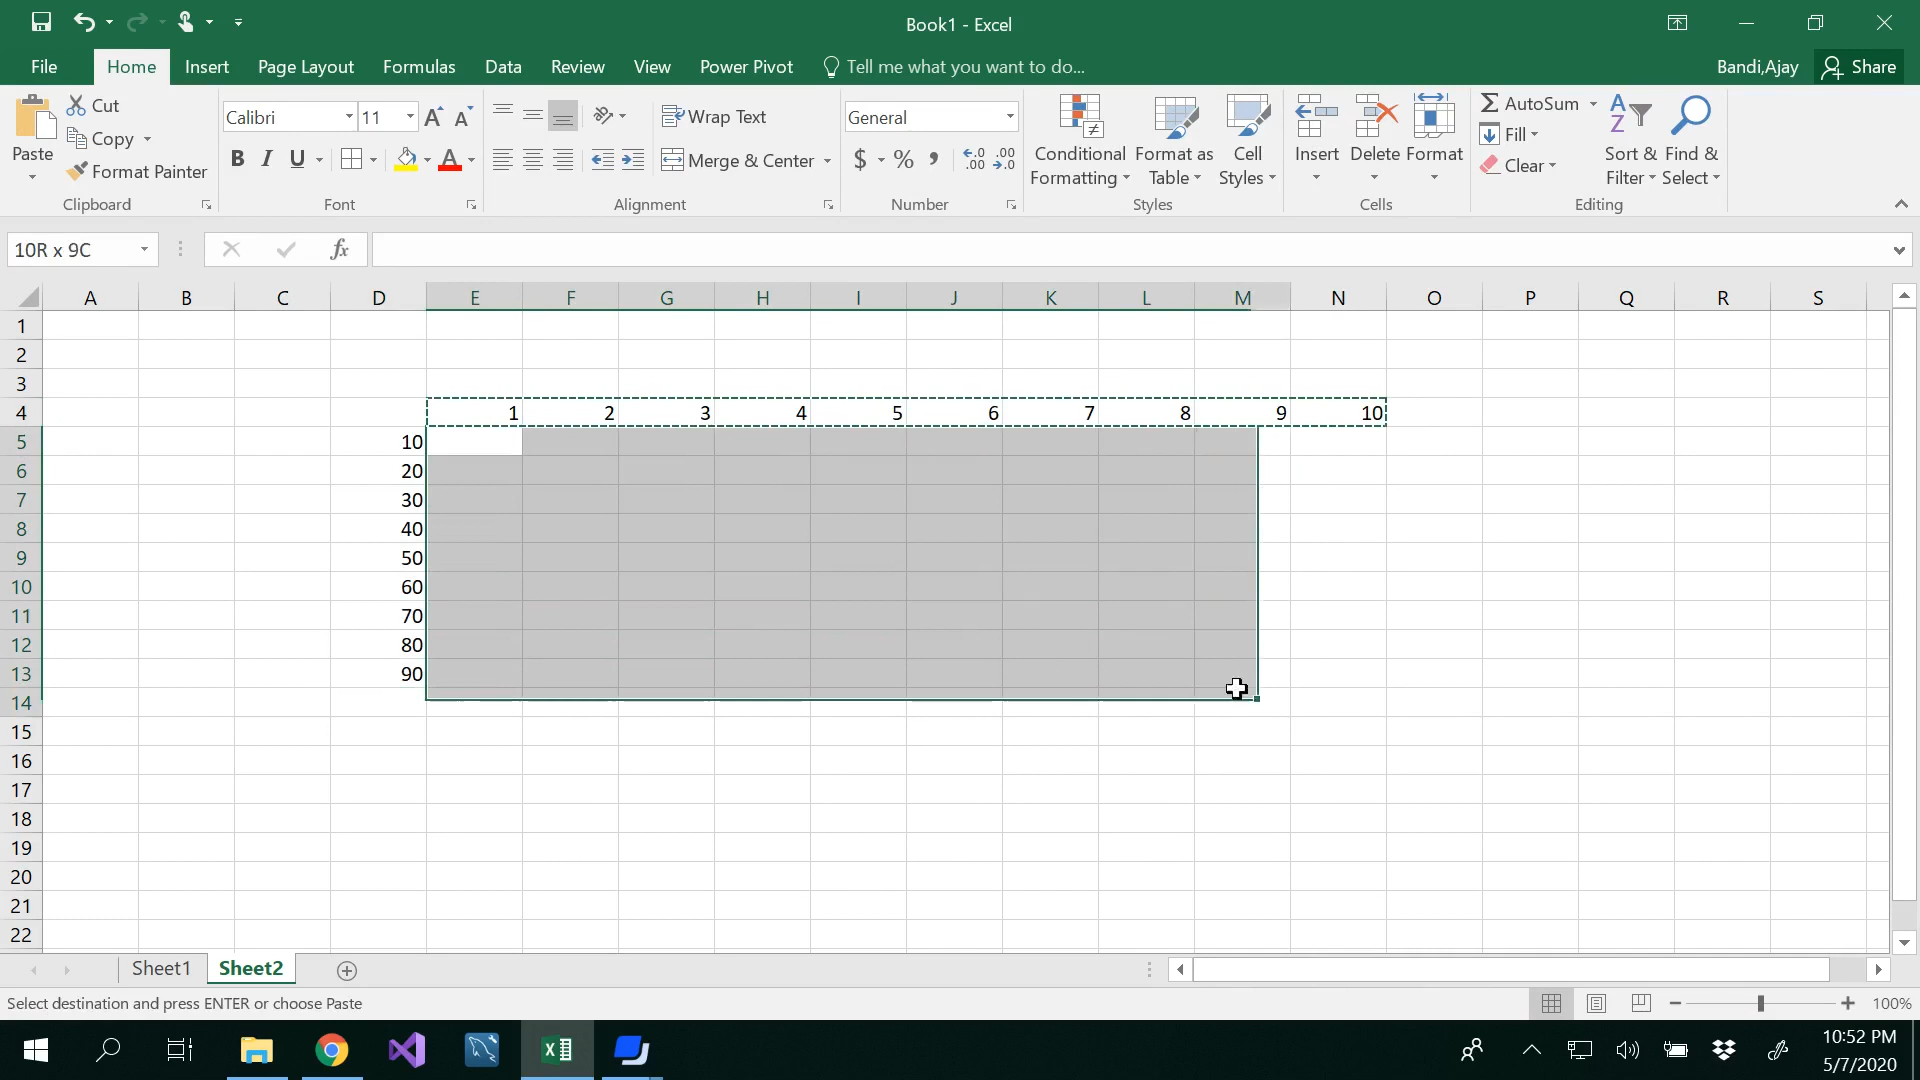 Book1 - Excel
File Home Insert Page Layout Formulas Data Review View Power Pivot Tell me what you want to do... Bandi,Ajay Share
Paste
Cut
Copy
Format Painter
Clipboard
Calibri 11
B I U
Font
Wrap Text
Merge & Center
Alignment
General
$ % ,
Number
Conditional Formatting
Format as Table
Cell Styles
Styles
Insert Delete Format
Cells
AutoSum
Fill
Clear
Sort & Filter
Find & Select
Editing
10R x 9C fx
A B C D E F G H I J K L M N O P Q R S
1
2
3
4 1 2 3 4 5 6 7 8 9 10
5 10
6 20
7 30
8 40
9 50
10 60
11 70
12 80
13 90
14
15
16
17
18
19
20
21
22
Sheet1 Sheet2
Select destination and press ENTER or choose Paste 100%
10:52 PM
5/7/2020